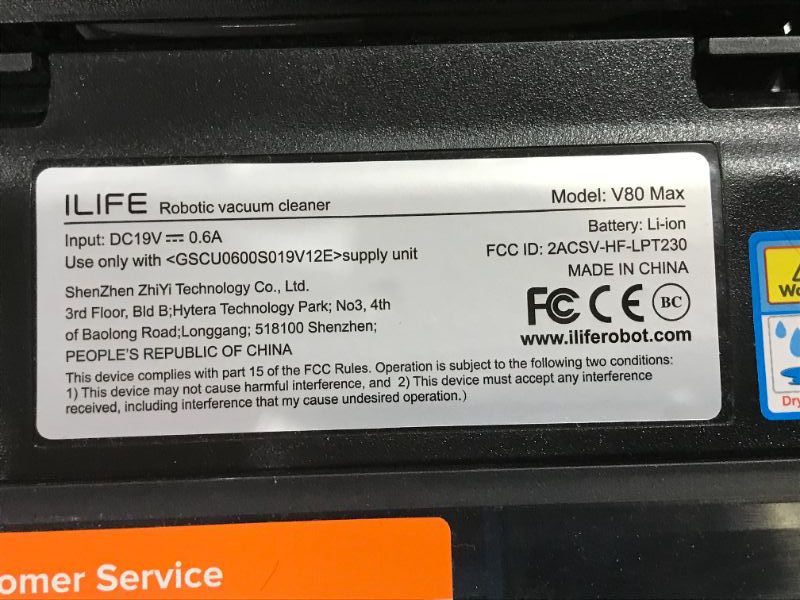 ILIFE Robotic vacuum cleaner
Model: V80 Max
Input: DC19V 0.6A
Use only with <GSCU0600S019V12E>supply unit
Battery: Li-ion
FCC ID: 2ACSV-HF-LPT230
MADE IN CHINA
ShenZhen ZhiYi Technology Co., Ltd.
3rd Floor, Bld B;Hytera Technology Park; No3, 4th
of Baolong Road;Longgang; 518100 Shenzhen;
PEOPLE'S REPUBLIC OF CHINA
FCC CE BC
www.iliferobot.com
This device complies with part 15 of the FCC Rules. Operation is subject to the following two conditions:
1) This device may not cause harmful interference, and 2) This device must accept any interference
received, including interference that my cause undesired operation.)
Dry
omer Service